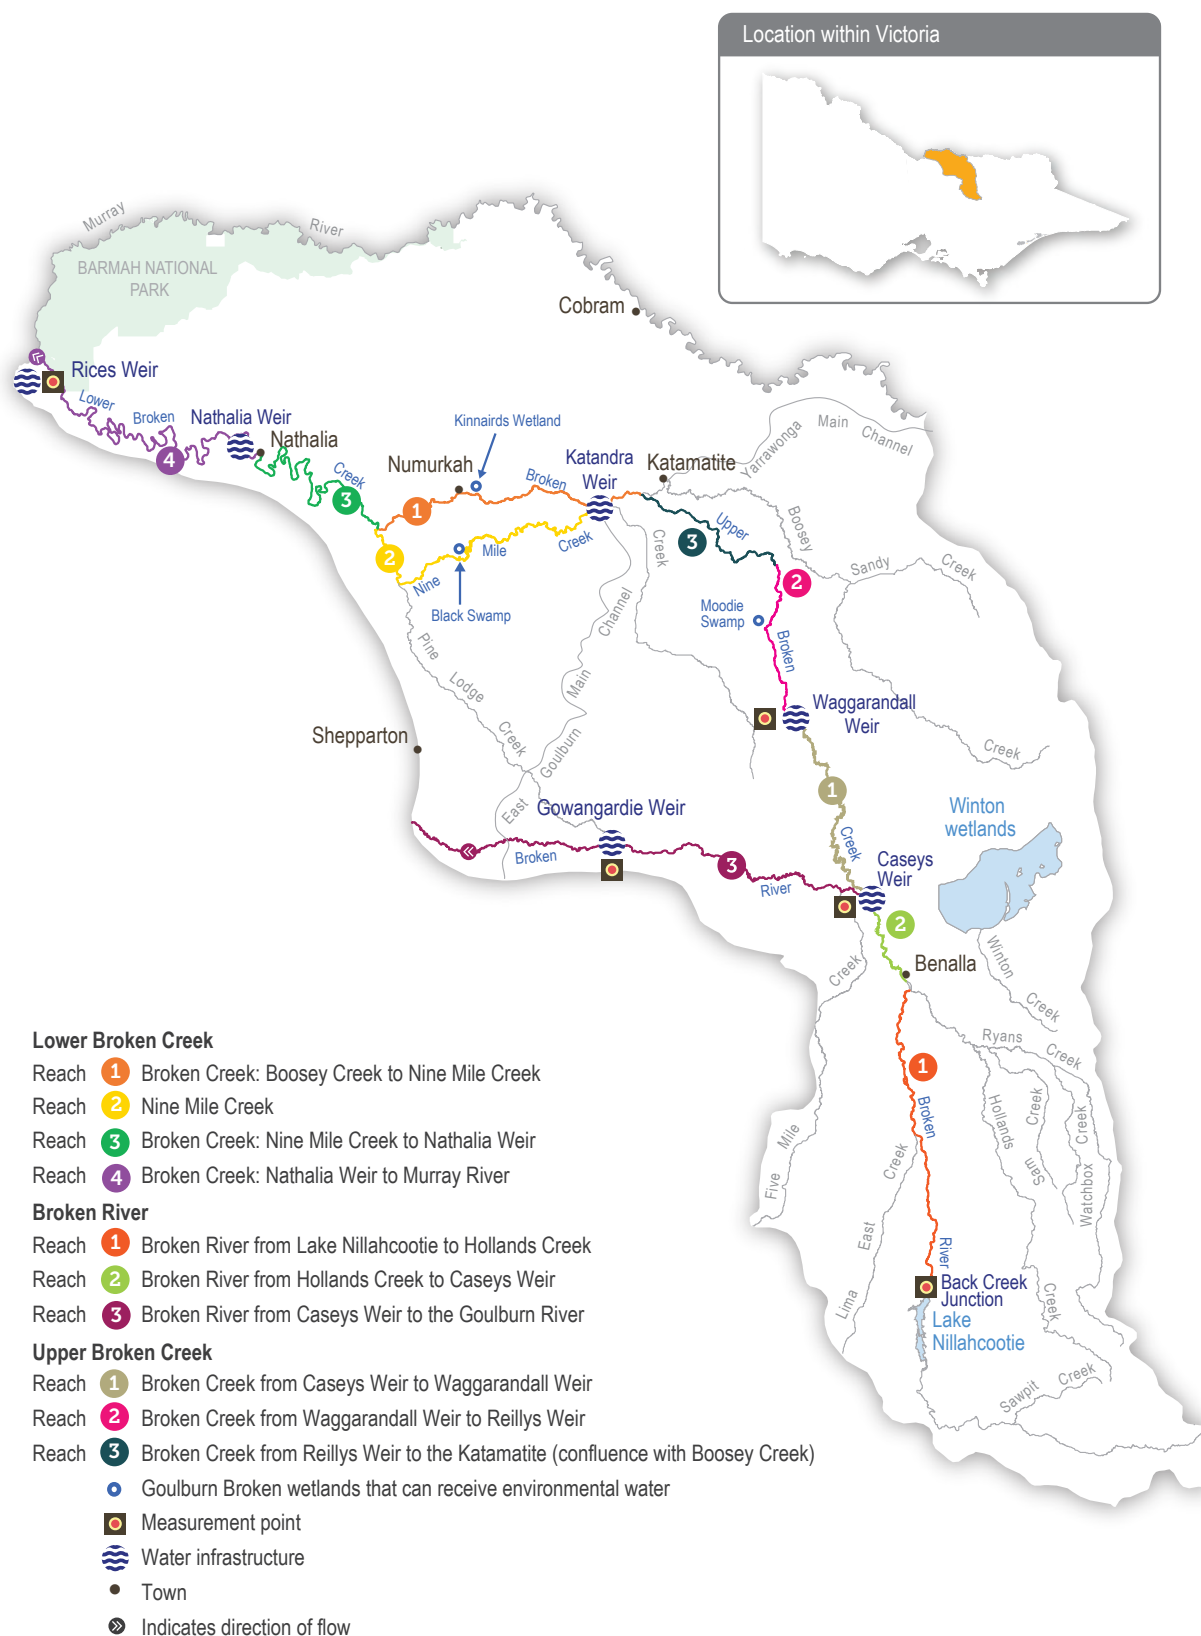 Location within Victoria
Murray
River
BARMAH NATIONAL
PARK
Cobram
Rices Weir
Lower
Broken
Nathalia Weir
Nathalia
4
Creek
3
Kinnairds Wetland
Numurkah
1
Broken
Katandra
Weir
Katamatite
Yarrawonga
Main
Channel
2
Nine
Mile
Creek
Black Swamp
Creek
3
Upper
Boosey
2
Sandy
Creek
Moodie
Swamp
Broken
Channel
Main
Goulburn
East
Pine
Lodge
Creek
Waggarandall
Weir
Creek
Shepparton
1
Creek
Gowangardie Weir
Winton
wetlands
Broken
3
River
Caseys
Weir
2
Creek
Benalla
Winton
Creek
Ryans
Creek
1
Broken
Hollands
Creek
Sam
Creek
Watchbox
Five
Mile
Creek
East
Lima
River
Back Creek
Junction
Lake
Nillahcootie
Creek
Sawpit
Creek
Lower Broken Creek
Reach 1 Broken Creek: Boosey Creek to Nine Mile Creek
Reach 2 Nine Mile Creek
Reach 3 Broken Creek: Nine Mile Creek to Nathalia Weir
Reach 4 Broken Creek: Nathalia Weir to Murray River
Broken River
Reach 1 Broken River from Lake Nillahcootie to Hollands Creek
Reach 2 Broken River from Hollands Creek to Caseys Weir
Reach 3 Broken River from Caseys Weir to the Goulburn River
Upper Broken Creek
Reach 1 Broken Creek from Caseys Weir to Waggarandall Weir
Reach 2 Broken Creek from Waggarandall Weir to Reillys Weir
Reach 3 Broken Creek from Reillys Weir to the Katamatite (confluence with Boosey Creek)
Goulburn Broken wetlands that can receive environmental water
Measurement point
Water infrastructure
Town
Indicates direction of flow